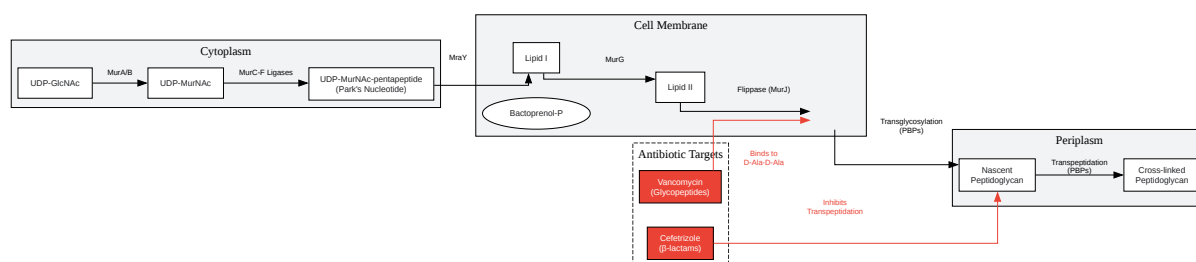 Cytoplasm
UDP-GlcNAc
MurA/B
UDP-MurNAc
MurC-F Ligases
UDP-MurNAc-pentapeptide
(Park's Nucleotide)
MraY
Cell Membrane
Lipid I
MurG
Lipid II
Flippase (MurJ)
Bactoprenol-P
Transglycosylation
(PBPs)
Periplasm
Nascent
Peptidoglycan
Transpeptidation
(PBPs)
Cross-linked
Peptidoglycan
Antibiotic Targets
Vancomycin
(Glycopeptides)
Binds to
D-Ala-D-Ala
Cefetrizole
(β-lactams)
Inhibits
Transpeptidation